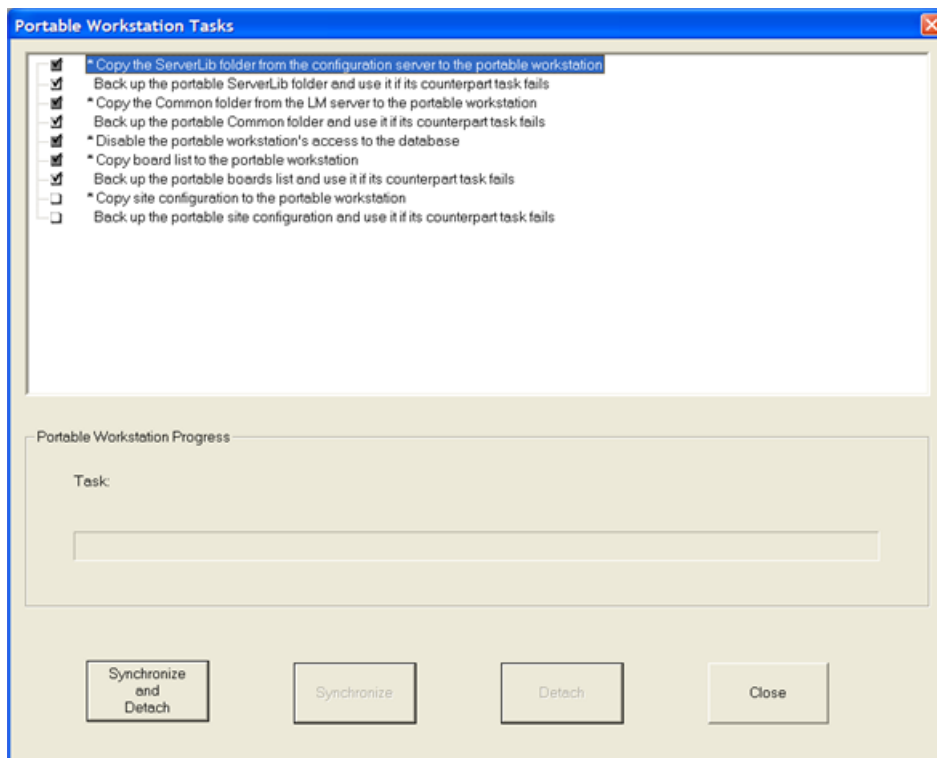 Portable Workstation Tasks
* Copy the ServerLib folder from the configuration server to the portable workstation
Back up the portable ServerLib folder and use it if its counterpart task fails
* Copy the Common folder from the LM server to the portable workstation
Back up the portable Common folder and use it if its counterpart task fails
* Disable the portable workstation's access to the database
* Copy board list to the portable workstation
Back up the portable boards list and use it if its counterpart task fails
* Copy site configuration to the portable workstation
Back up the portable site configuration and use it if its counterpart task fails
Portable Workstation Progress
Task:
Synchronize
and
Detach
Synchronize
Detach
Close